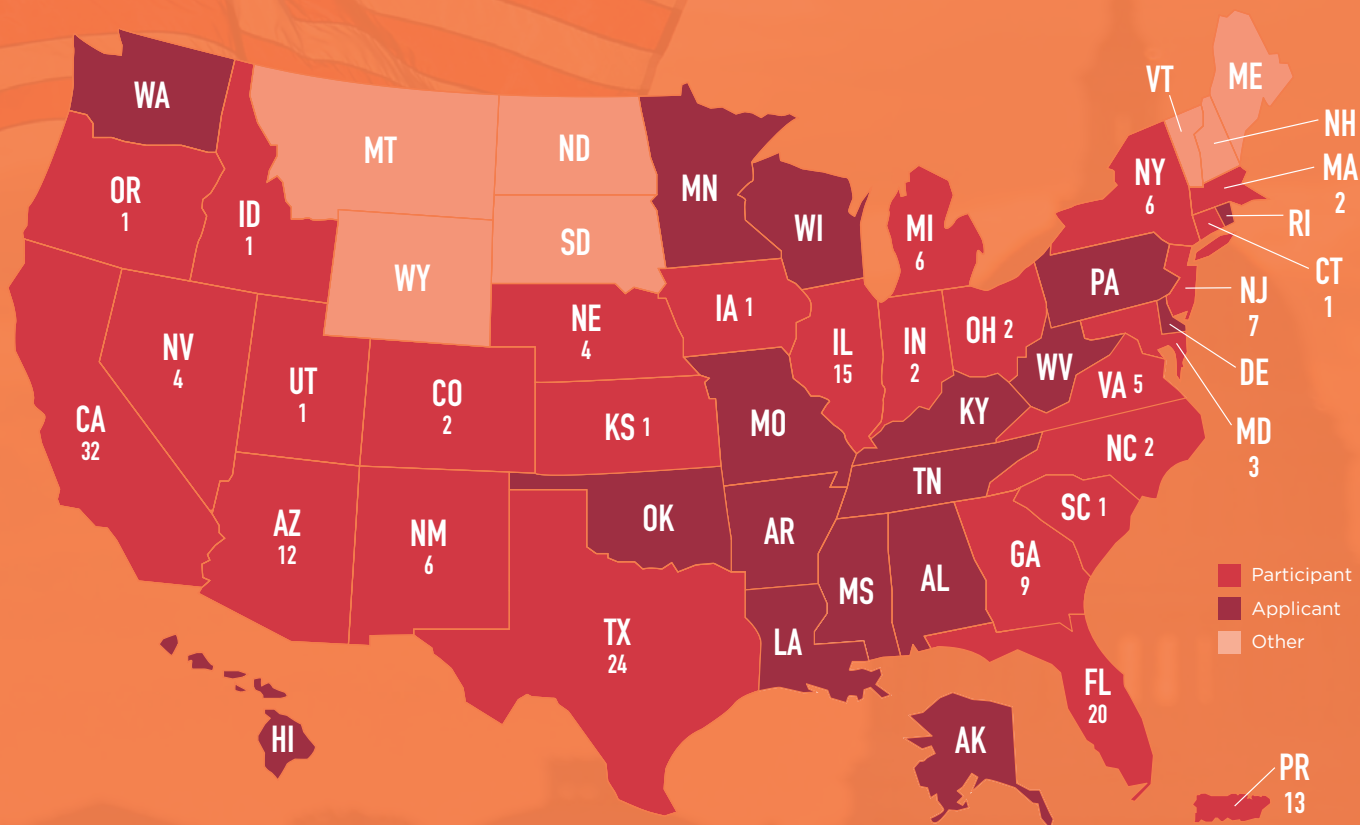 WA
MT
ND
MN
VT
ME
NH
MA
2
OR
1
ID
1
WY
SD
WI
MI
6
NY
6
RI
CT
1
NV
4
UT
1
CO
2
NE
4
IA 1
IL
15
IN
2
OH 2
PA
NJ
7
DE
CA
32
KS 1
MO
KY
WV
VA 5
MD
3
AZ
12
NM
6
OK
AR
TN
NC 2
SC 1
TX
24
LA
MS
AL
GA
9
Participant
Applicant
Other
FL
20
HI
AK
PR
13